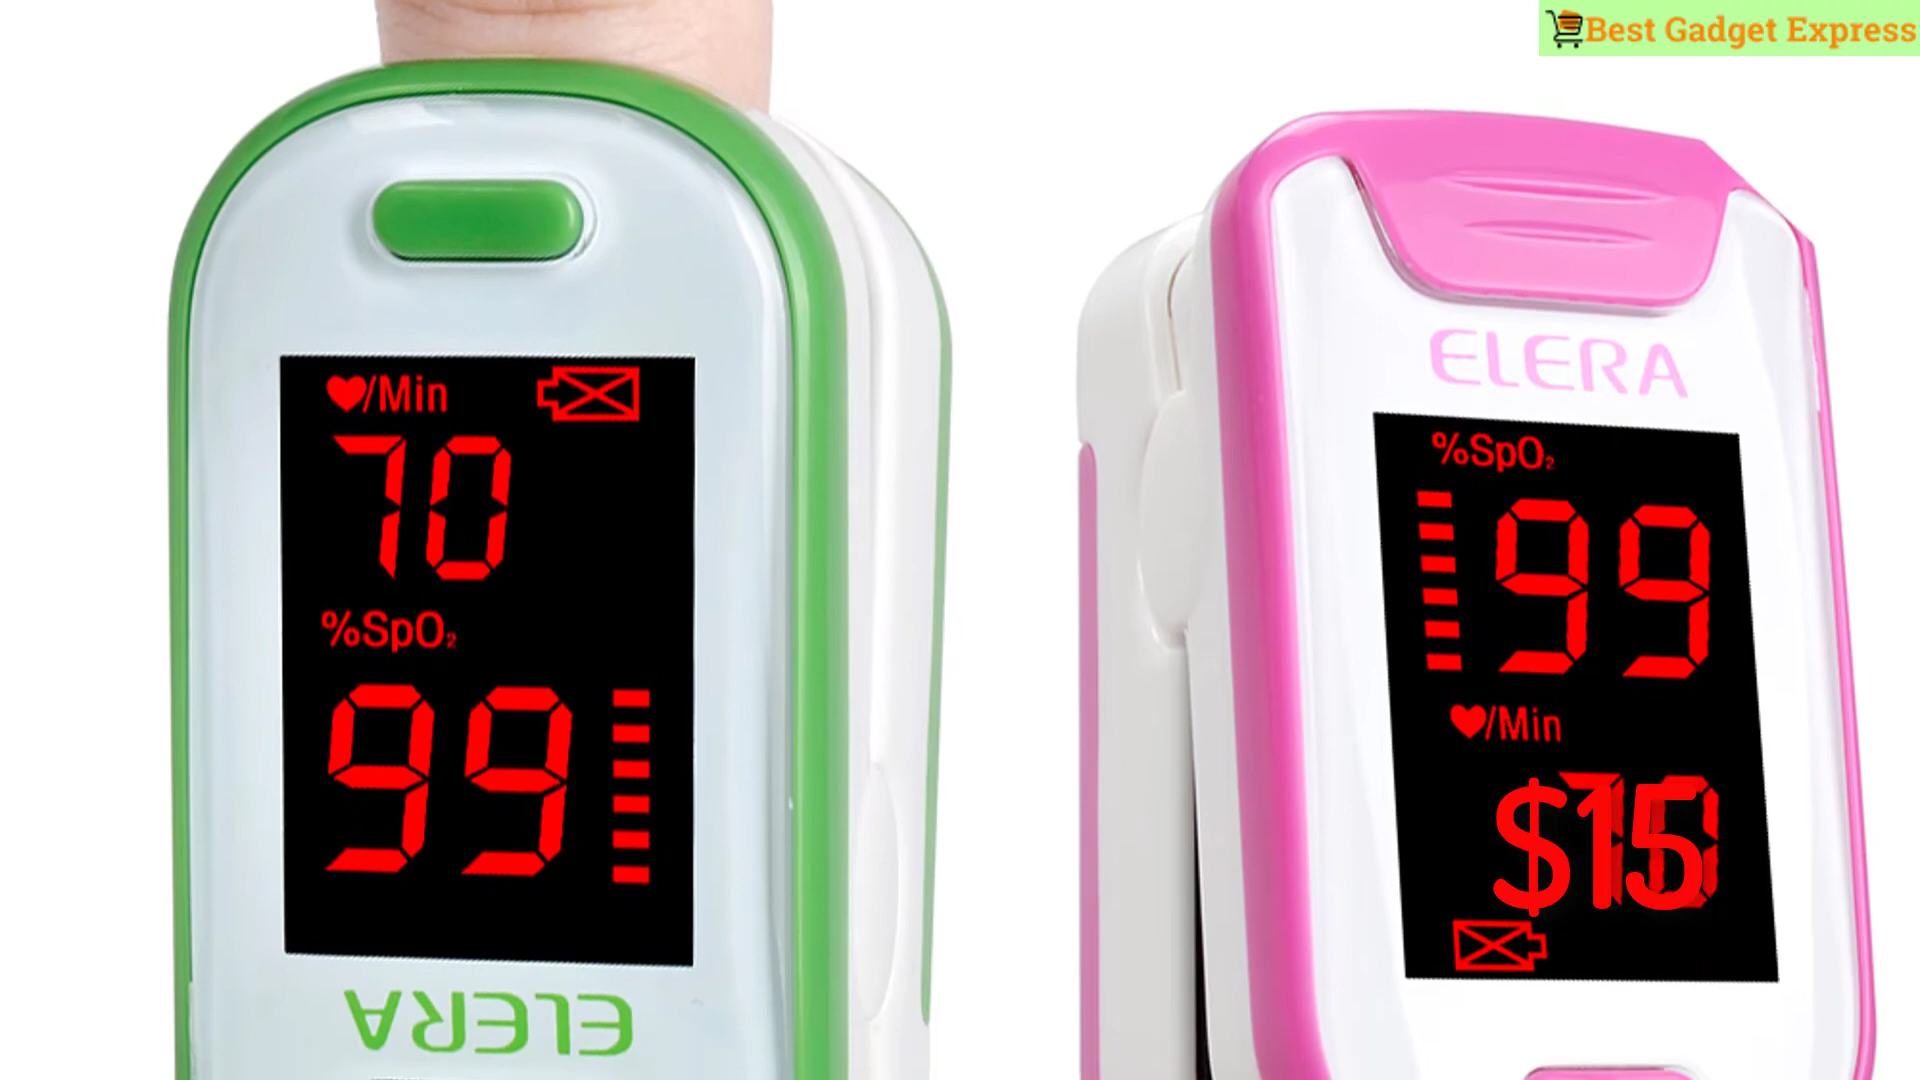 Best Gadget Express
♥/Min
70
%SpO₂
99
ELERA
ELERA
%SpO₂
99
♥/Min
$15